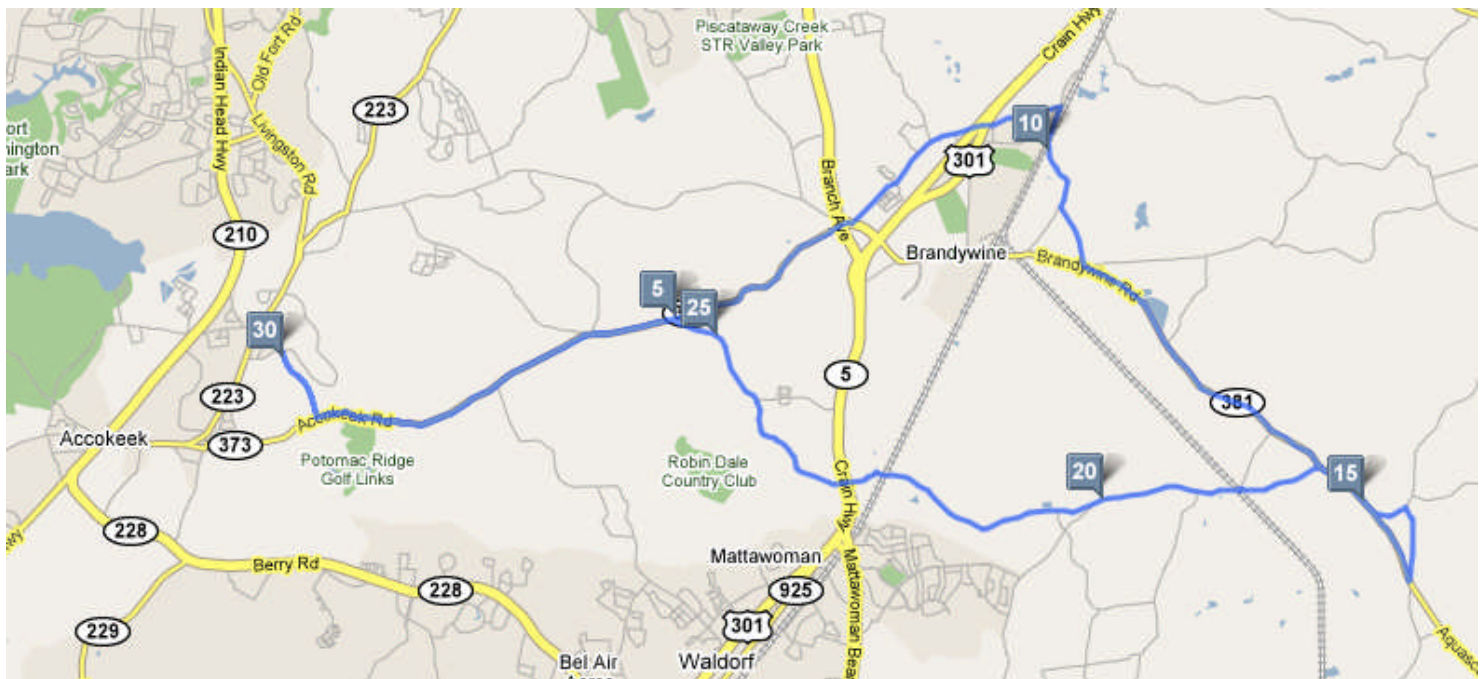 Piscataway Creek
STR Valley Park
Crain Hwy
Old Fort Rd
Indian Head Hwy
223
Livingston Rd
ort
nington
ark
10
301
Branch Ave
210
Brandywine
Brandywine Rd
5
25
30
5
223
381
Accokeek Rd
Accokeek
373
Potomac Ridge
Golf Links
Robin Dale
Country Club
20
15
Crain Hwy
228
Mattawoman
Mattawoman Bea
Berry Rd
228
925
301
229
Bel Air
Waldorf
Aquasc